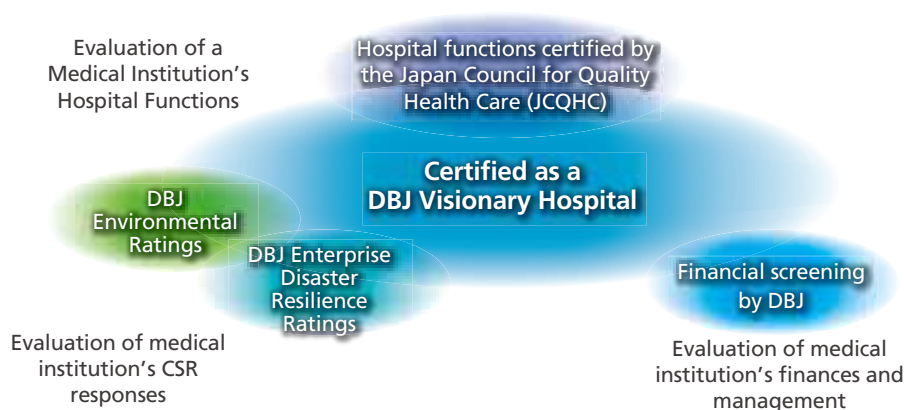 Evaluation of a
Medical Institution's
Hospital Functions
Hospital functions certified by
the Japan Council for Quality
Health Care (JCQHC)
Certified as a
DBJ Visionary Hospital
DBJ
Environmental
Ratings
DBJ Enterprise
Disaster
Resilience
Ratings
Financial screening
by DBJ
Evaluation of medical
institution's CSR
responses
Evaluation of medical
institution's finances and
management